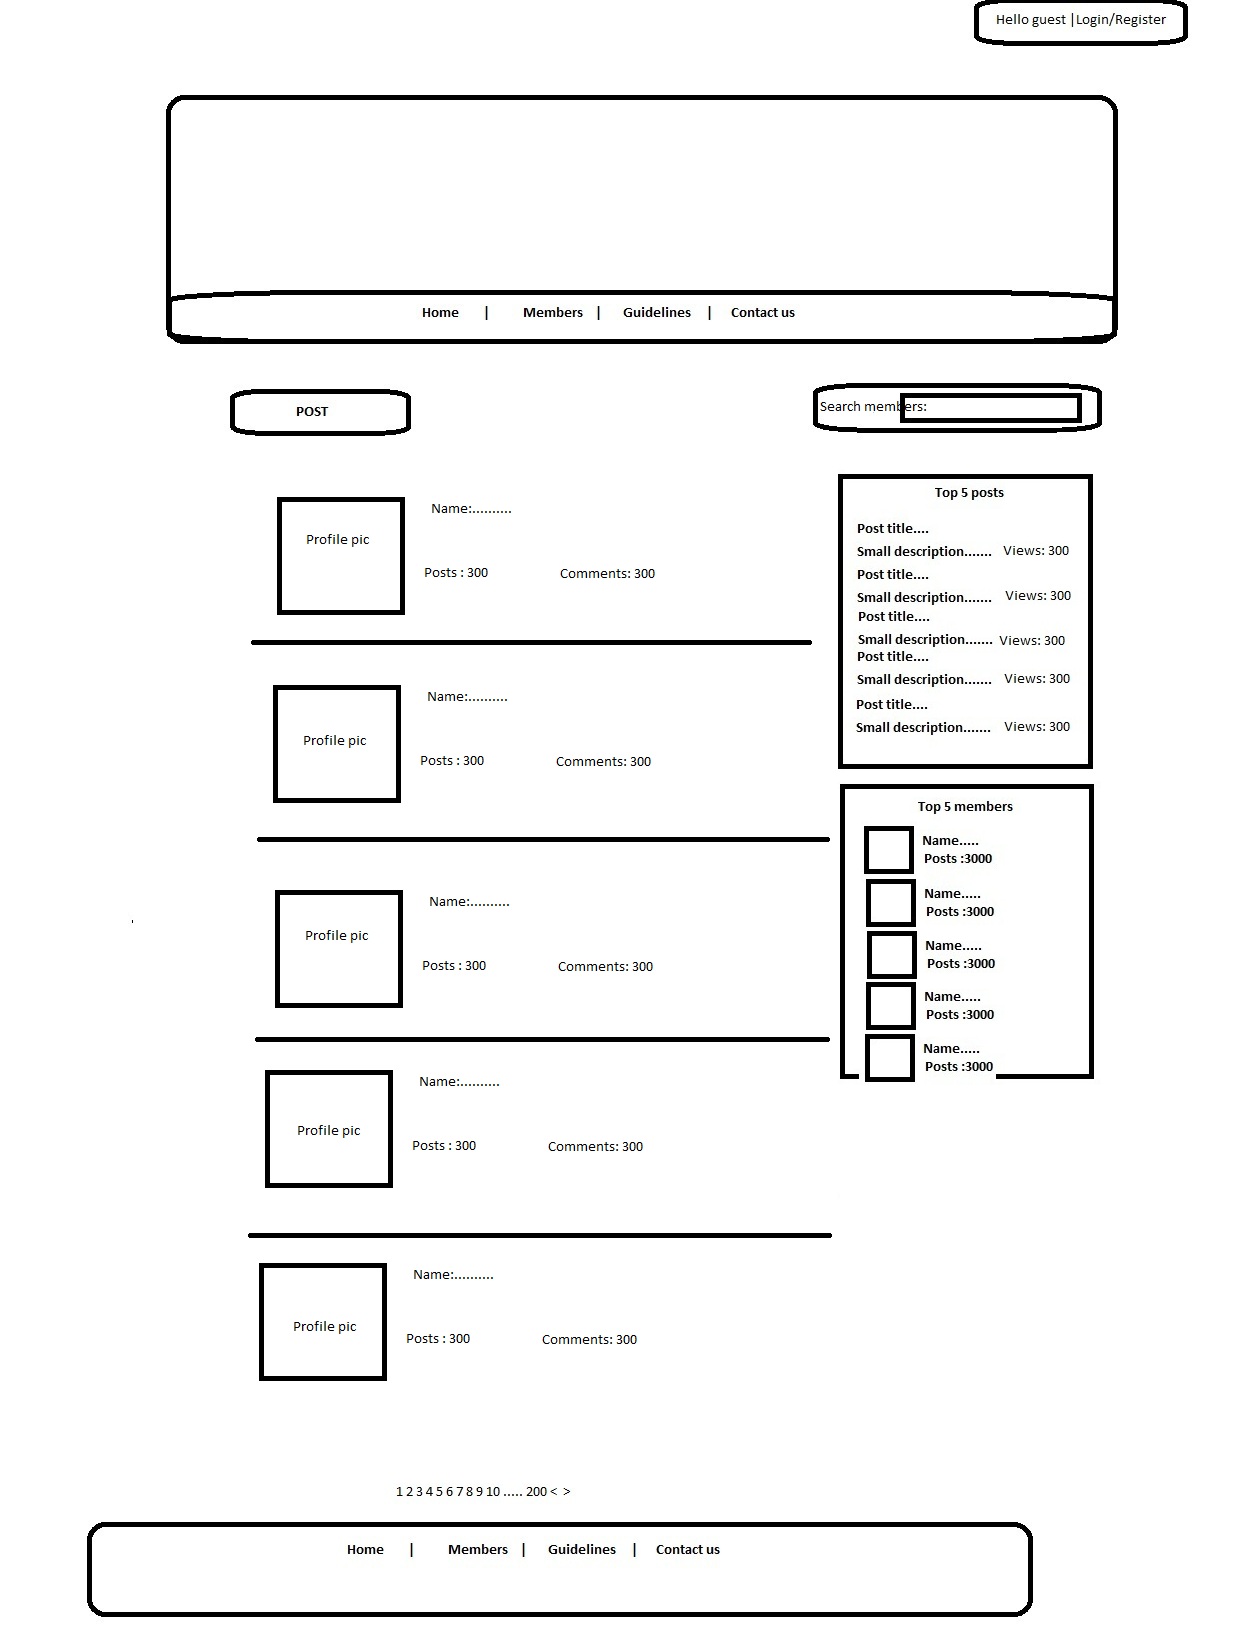 Hello guest |Login/Register
Home | Members | Guidelines | Contact us
POST
Search members:
Name:..........
Profile pic
Posts : 300 Comments: 300
Name:..........
Profile pic
Posts : 300 Comments: 300
Name:..........
Profile pic
Posts : 300 Comments: 300
Name:..........
Profile pic
Posts : 300 Comments: 300
Name:..........
Profile pic
Posts : 300 Comments: 300
Top 5 posts
Post title....
Small description....... Views: 300
Post title....
Small description....... Views: 300
Post title....
Small description....... Views: 300
Post title....
Small description....... Views: 300
Post title....
Small description....... Views: 300
Top 5 members
Name.....
Posts :3000
Name.....
Posts :3000
Name.....
Posts :3000
Name.....
Posts :3000
Name.....
Posts :3000
1 2 3 4 5 6 7 8 9 10 ..... 200 < >
Home | Members | Guidelines | Contact us